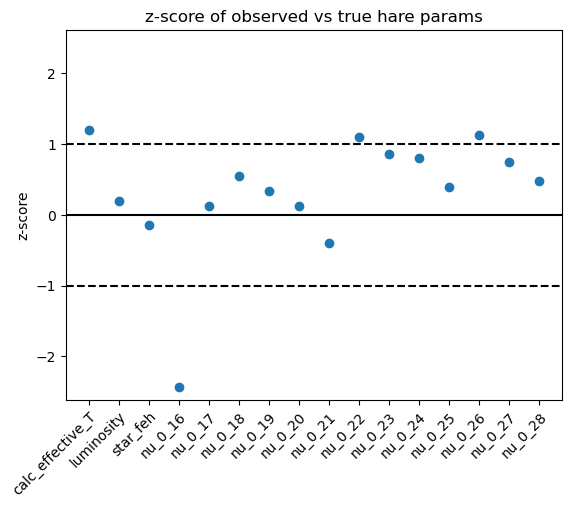 z-score of observed vs true hare params
z-score
2
1
0
−1
−2
calc_effective_T
luminosity
star_feh
nu_0_16
nu_0_17
nu_0_18
nu_0_19
nu_0_20
nu_0_21
nu_0_22
nu_0_23
nu_0_24
nu_0_25
nu_0_26
nu_0_27
nu_0_28